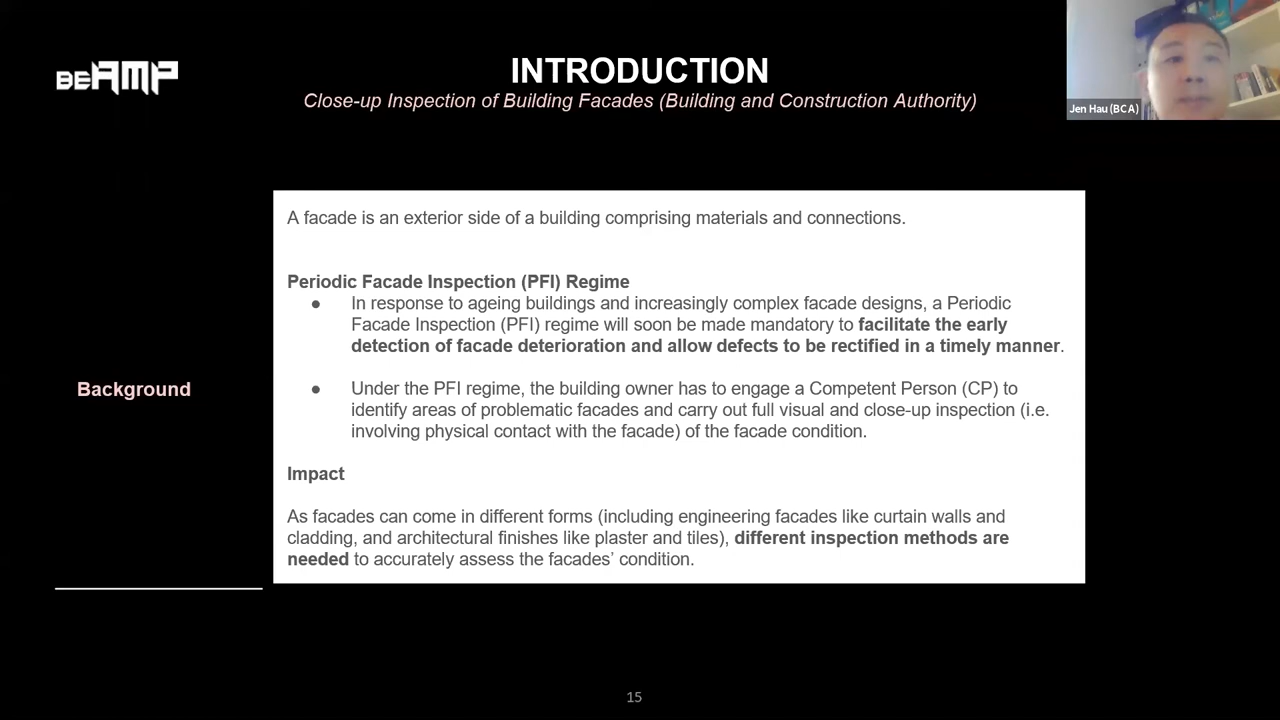 BEAMP
INTRODUCTION
Close-up Inspection of Building Facades (Building and Construction Authority)
Jen Hau (BCA)
A facade is an exterior side of a building comprising materials and connections.
Periodic Facade Inspection (PFI) Regime
● In response to ageing buildings and increasingly complex facade designs, a Periodic
Facade Inspection (PFI) regime will soon be made mandatory to facilitate the early
detection of facade deterioration and allow defects to be rectified in a timely manner.
Background
● Under the PFI regime, the building owner has to engage a Competent Person (CP) to
identify areas of problematic facades and carry out full visual and close-up inspection (i.e.
involving physical contact with the facade) of the facade condition.
Impact
As facades can come in different forms (including engineering facades like curtain walls and
cladding, and architectural finishes like plaster and tiles), different inspection methods are
needed to accurately assess the facades’ condition.
15